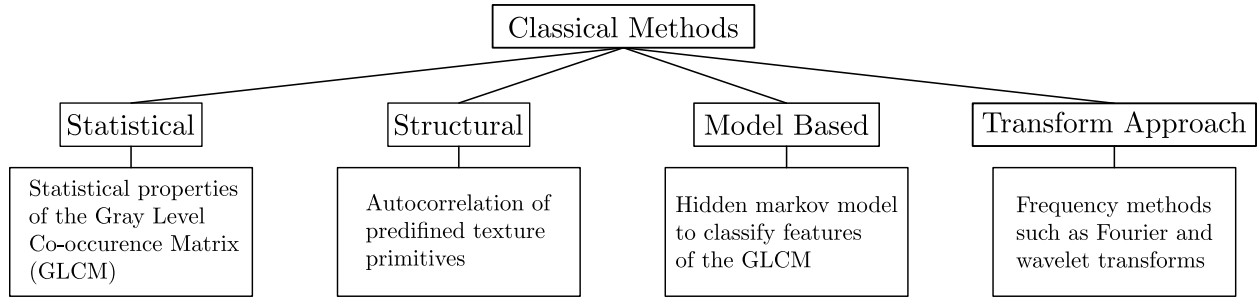 Classical Methods
Statistical
Structural
Model Based
Transform Approach
Statistical properties
of the Gray Level
Co-occurence Matrix
(GLCM)
Autocorrelation of
predifined texture
primitives
Hidden markov model
to classify features
of the GLCM
Frequency methods
such as Fourier and
wavelet transforms